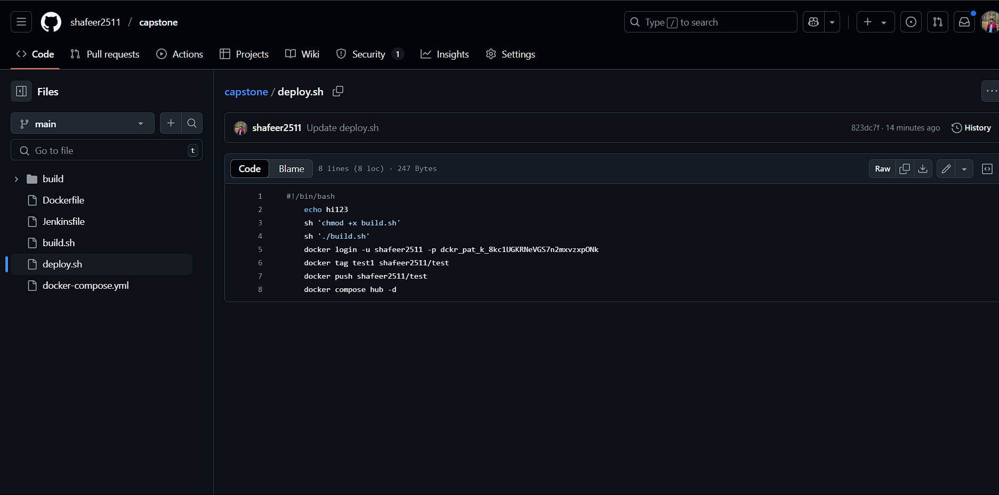 shafeer2511 / capstone
Type / to search
Code
Pull requests
Actions
Projects
Wiki
Security 1
Insights
Settings
Files
main
Go to file
t
build
Dockerfile
Jenkinsfile
build.sh
deploy.sh
docker-compose.yml
capstone / deploy.sh
shafeer2511 Update deploy.sh
823dc7f · 14 minutes ago
History
Code Blame 8 lines (8 loc) · 247 Bytes
Raw
1 #!/bin/bash
2 echo hi123
3 sh 'chmod +x build.sh'
4 sh './build.sh'
5 docker login -u shafeer2511 -p dckr_pat_k_8kc1UGKRNeVGS7n2mxvzxpONk
6 docker tag test1 shafeer2511/test
7 docker push shafeer2511/test
8 docker compose hub -d